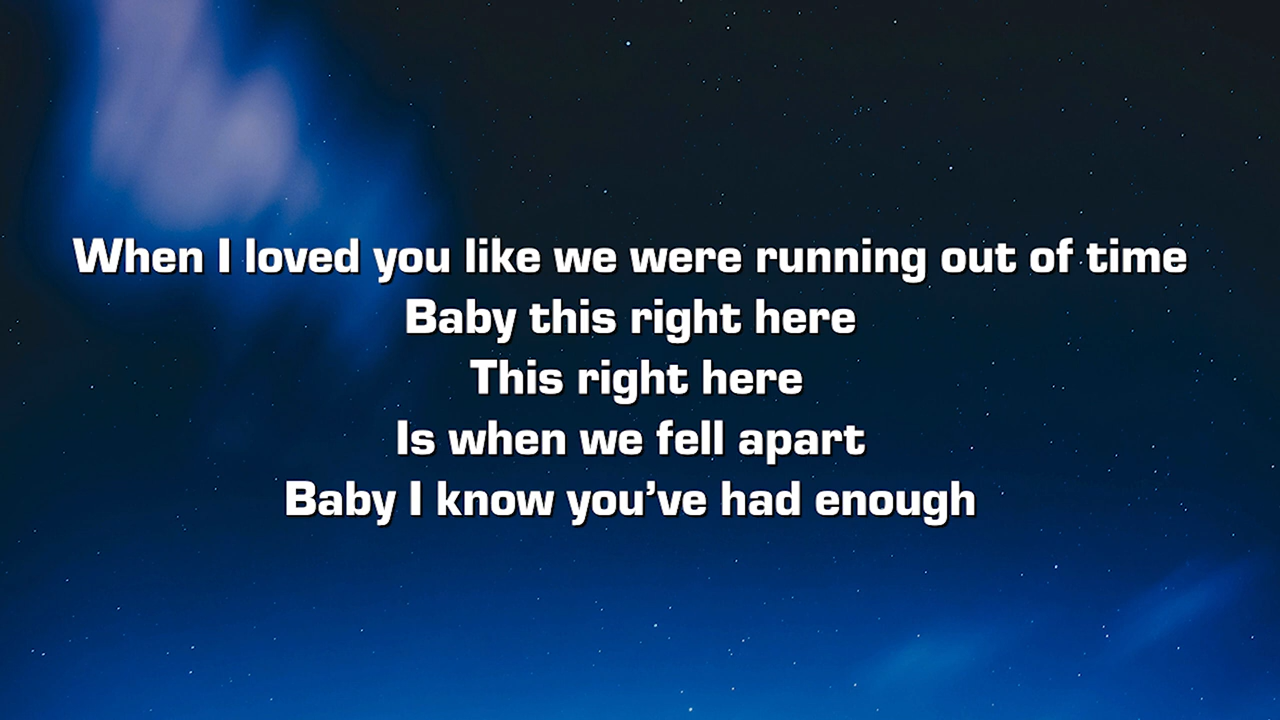 When I loved you like we were running out of time
Baby this right here
This right here
Is when we fell apart
Baby I know you’ve had enough